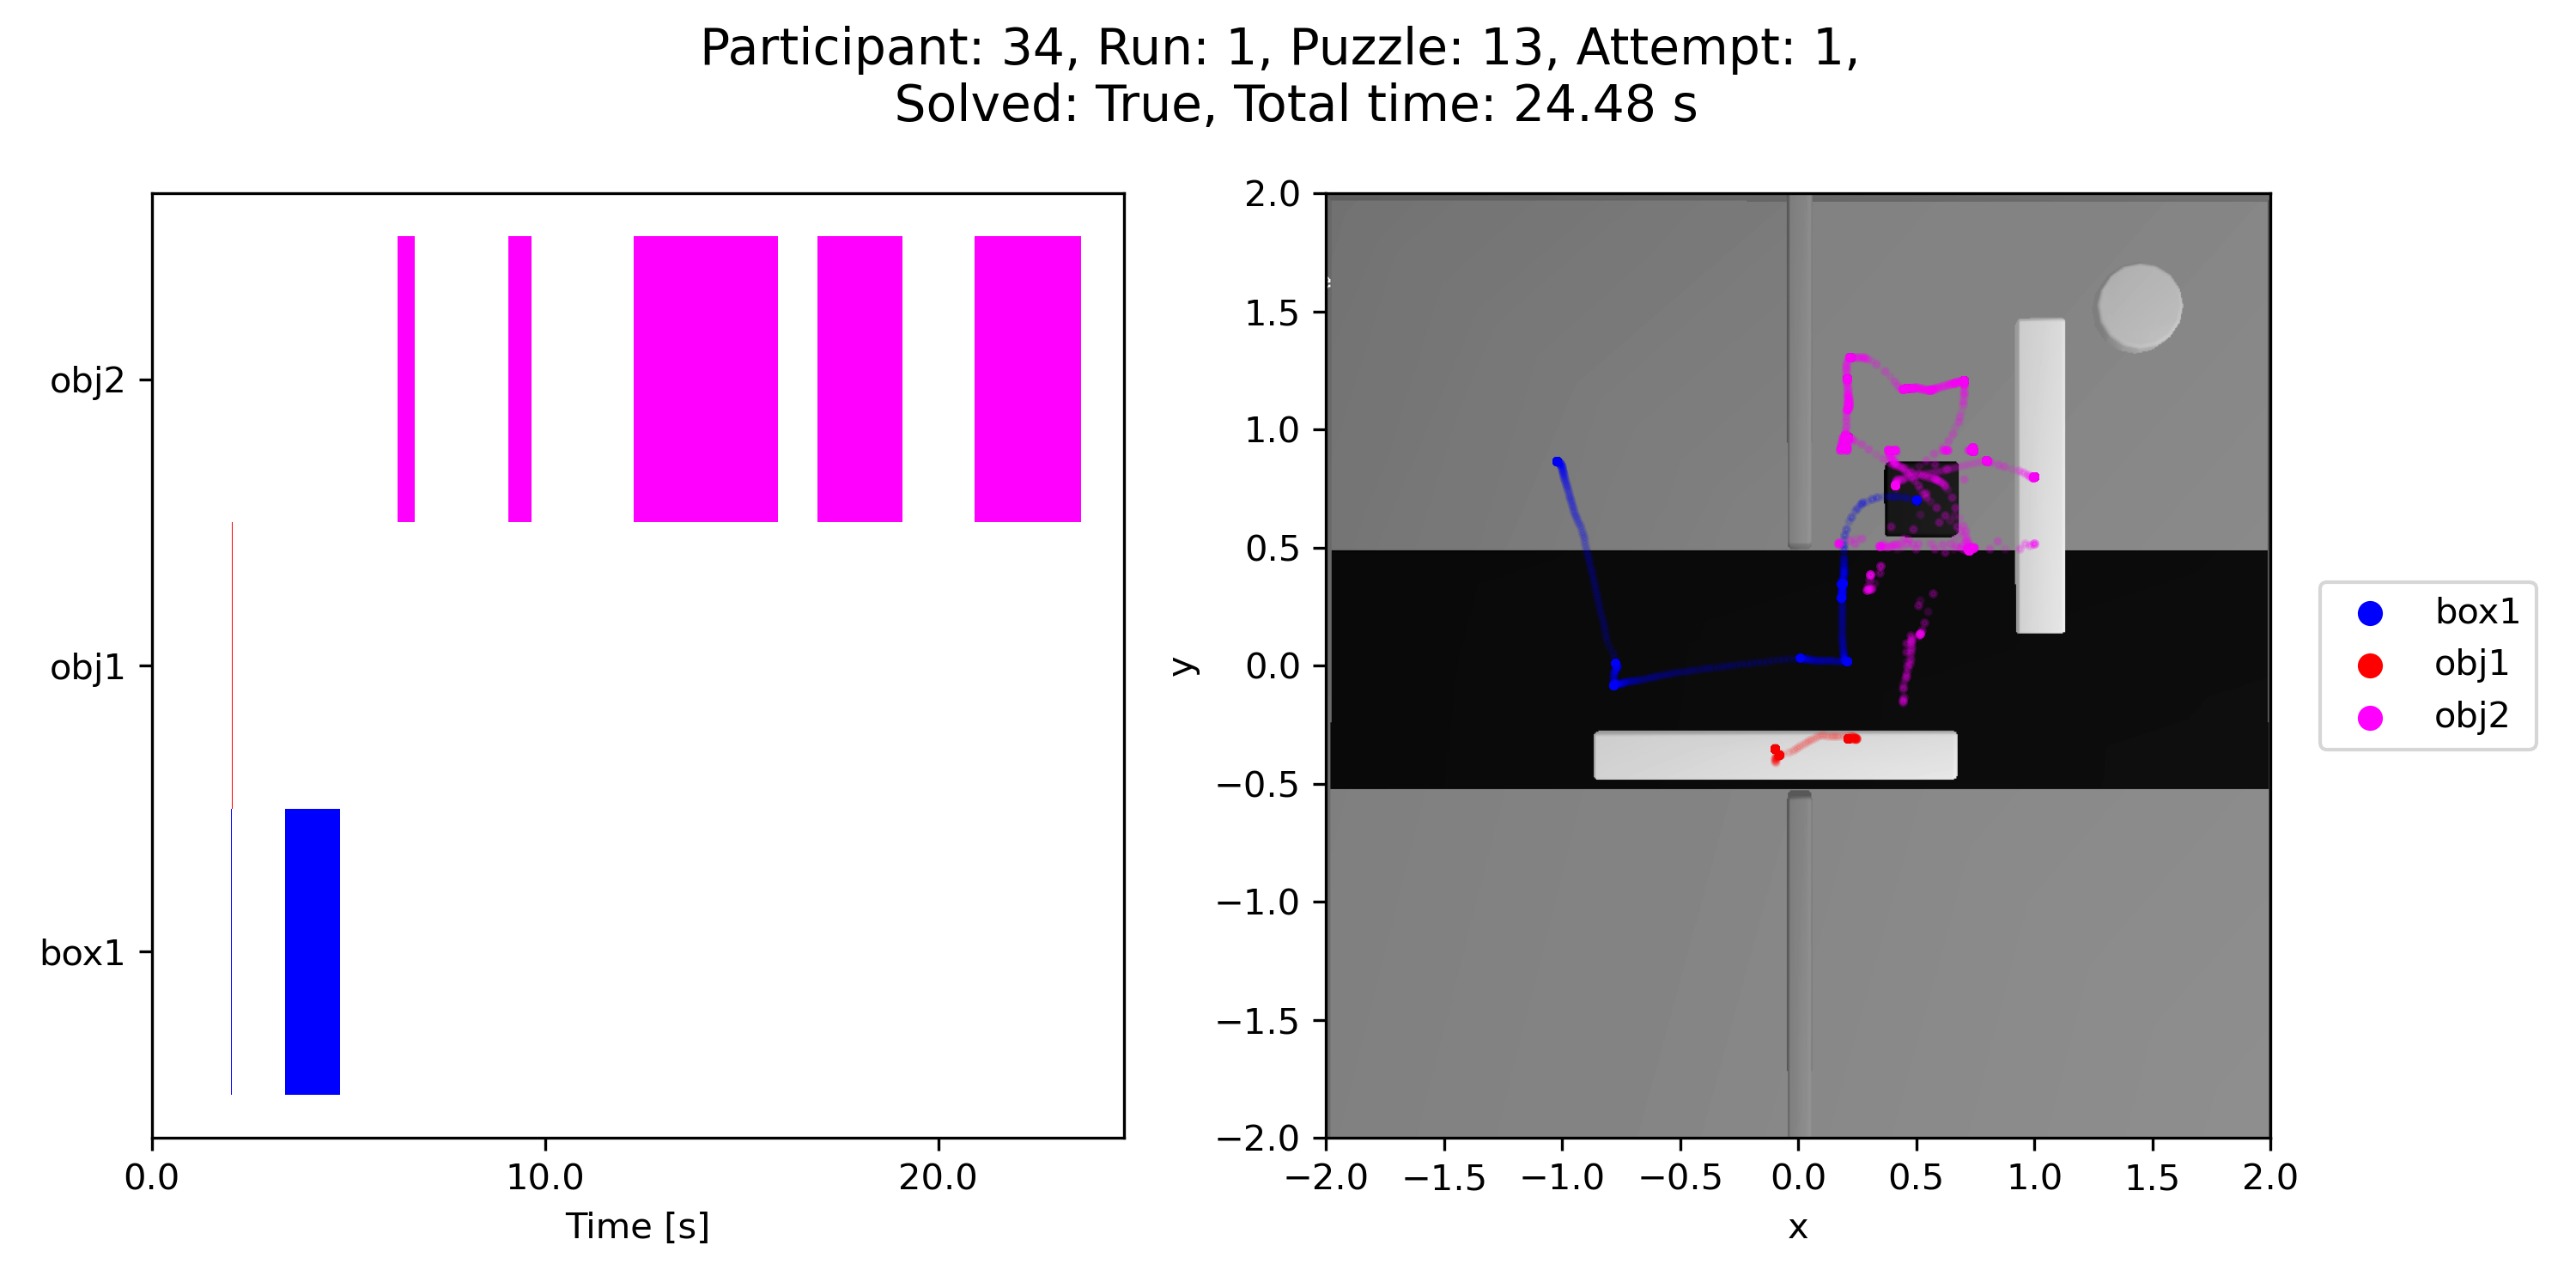 Participant: 34, Run: 1, Puzzle: 13, Attempt: 1,
Solved: True, Total time: 24.48 s
obj2
obj1
box1
0.0 10.0 20.0
Time [s]
2.0
1.5
1.0
0.5
0.0
−0.5
−1.0
−1.5
−2.0
y
−2.0 −1.5 −1.0 −0.5 0.0 0.5 1.0 1.5 2.0
x
box1
obj1
obj2